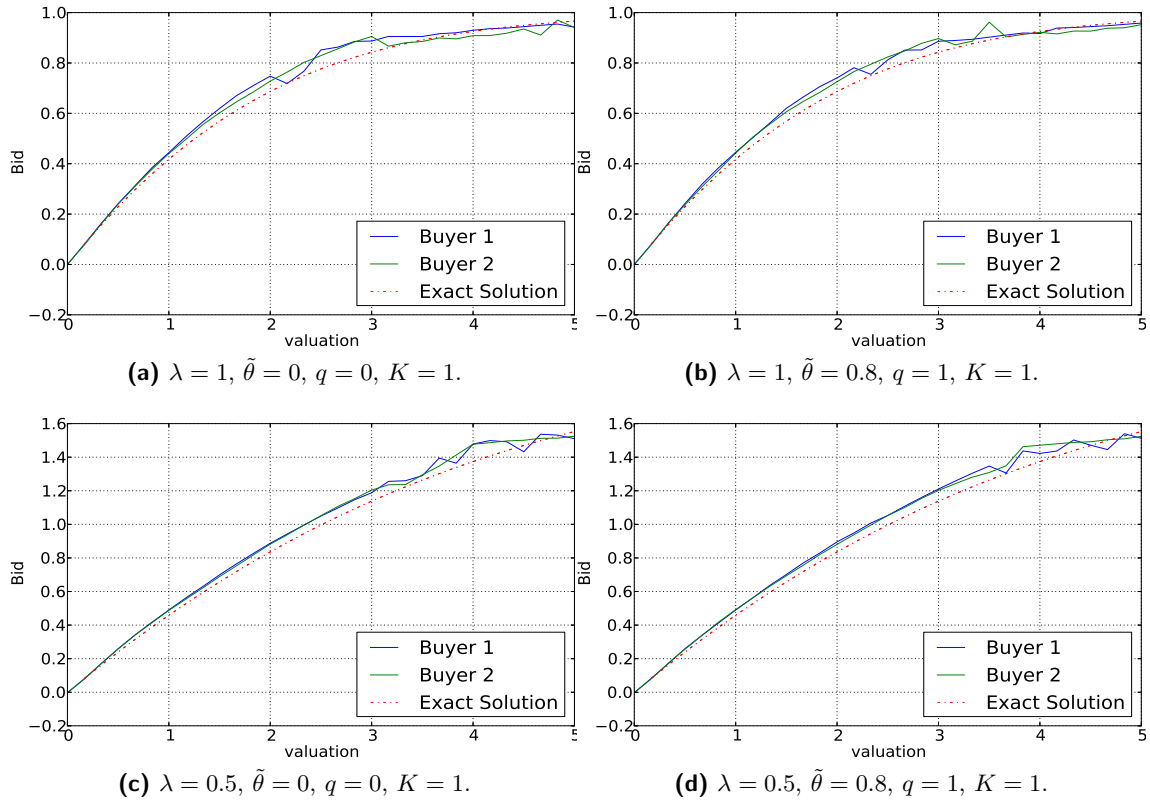 1.0
0.8
0.6
0.4
0.2
0.0
−0.2
Bid
0 1 2 3 4 5
valuation
Buyer 1
Buyer 2
Exact Solution
(a) λ = 1, θ̃ = 0, q = 0, K = 1.
1.0
0.8
0.6
0.4
0.2
0.0
−0.2
Bid
0 1 2 3 4 5
valuation
Buyer 1
Buyer 2
Exact Solution
(b) λ = 1, θ̃ = 0.8, q = 1, K = 1.
1.6
1.4
1.2
1.0
0.8
0.6
0.4
0.2
0.0
−0.2
Bid
0 1 2 3 4 5
valuation
Buyer 1
Buyer 2
Exact Solution
(c) λ = 0.5, θ̃ = 0, q = 0, K = 1.
1.6
1.4
1.2
1.0
0.8
0.6
0.4
0.2
0.0
−0.2
Bid
0 1 2 3 4 5
valuation
Buyer 1
Buyer 2
Exact Solution
(d) λ = 0.5, θ̃ = 0.8, q = 1, K = 1.